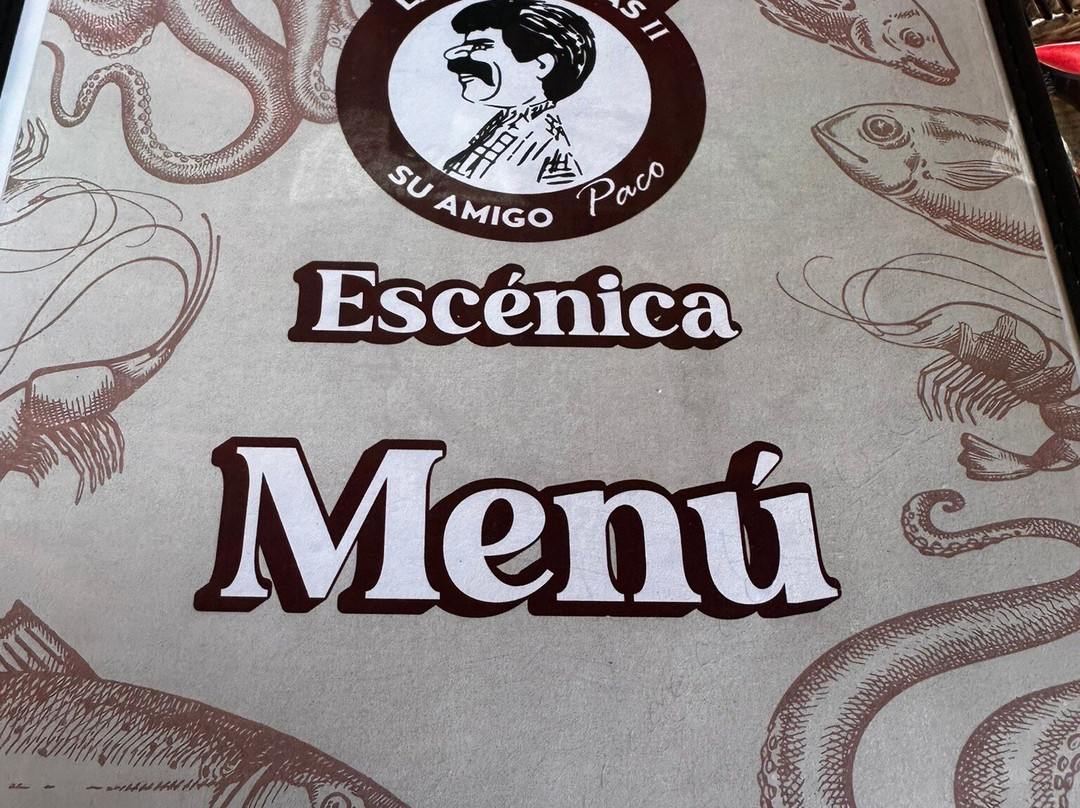 SU AMIGO Paco
Escénica
Menú